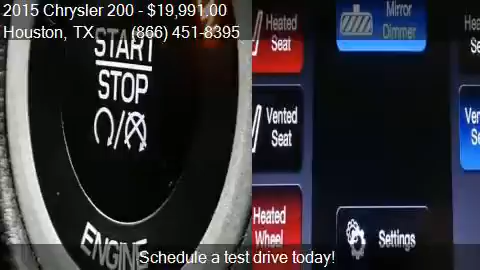 2015 Chrysler 200 - $19,991.00
Houston, TX (866) 451-8395
START
STOP
ENGINE
Heated
Seat
Vented
Seat
Heated
Wheel
Mirror
Dimmer
Settings
Schedule a test drive today!